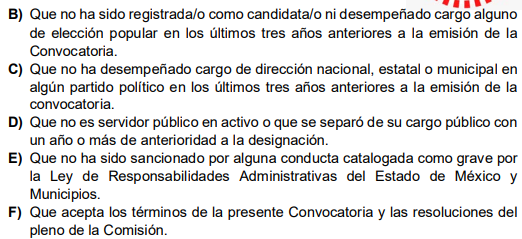 B) Que no ha sido registrada/o como candidata/o ni desempeñado cargo alguno
de elección popular en los últimos tres años anteriores a la emisión de la
Convocatoria.
C) Que no ha desempeñado cargo de dirección nacional, estatal o municipal en
algún partido político en los últimos tres años anteriores a la emisión de la
convocatoria.
D) Que no es servidor público en activo o que se separó de su cargo público con
un año o más de anterioridad a la designación.
E) Que no ha sido sancionado por alguna conducta catalogada como grave por
la Ley de Responsabilidades Administrativas del Estado de México y
Municipios.
F) Que acepta los términos de la presente Convocatoria y las resoluciones del
pleno de la Comisión.